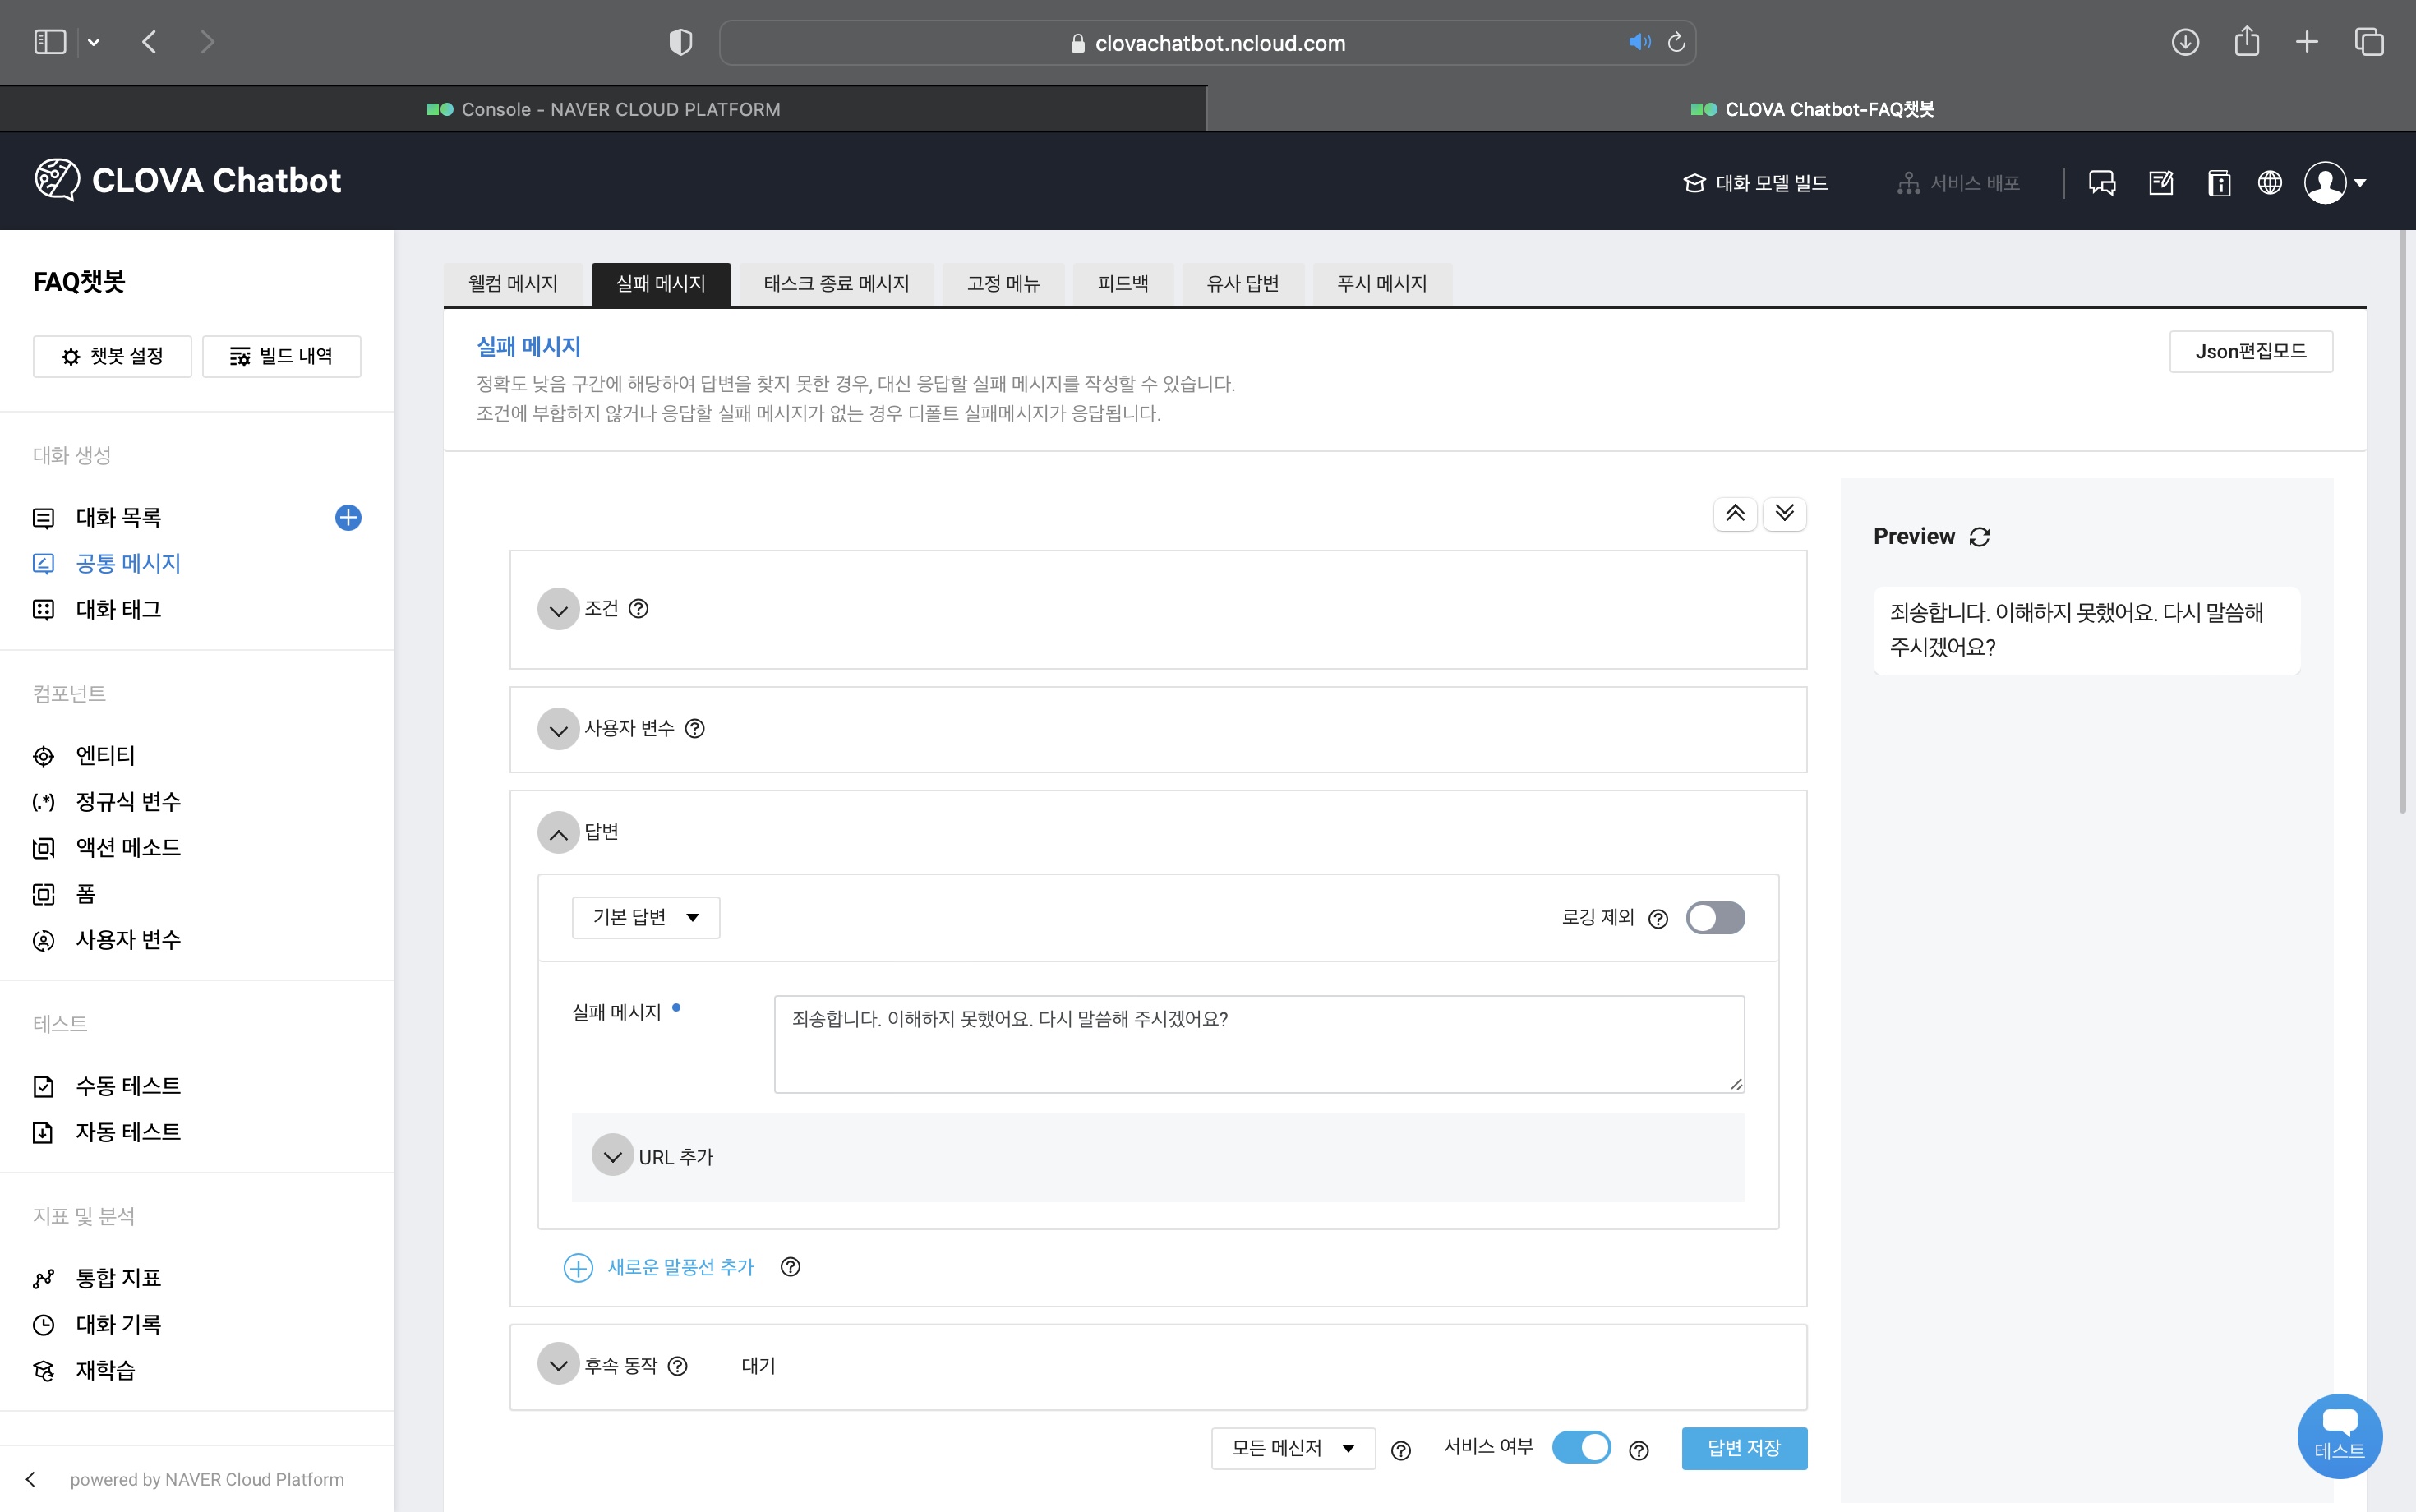 clovachatbot.ncloud.com
Console - NAVER CLOUD PLATFORM
CLOVA Chatbot-FAQ챗봇
CLOVA Chatbot
대화 모델 빌드
서비스 배포
FAQ챗봇
챗봇 설정
빌드 내역
대화 생성
대화 목록
공통 메시지
대화 태그
컴포넌트
엔티티
(.*) 정규식 변수
액션 메소드
폼
사용자 변수
테스트
수동 테스트
자동 테스트
지표 및 분석
통합 지표
대화 기록
재학습
powered by NAVER Cloud Platform
웰컴 메시지
실패 메시지
태스크 종료 메시지
고정 메뉴
피드백
유사 답변
푸시 메시지
실패 메시지
Json편집모드
정확도 낮음 구간에 해당하여 답변을 찾지 못한 경우, 대신 응답할 실패 메시지를 작성할 수 있습니다.
조건에 부합하지 않거나 응답할 실패 메시지가 없는 경우 디폴트 실패메시지가 응답됩니다.
조건 ?
사용자 변수 ?
답변
기본 답변
로깅 제외 ?
실패 메시지
죄송합니다. 이해하지 못했어요. 다시 말씀해 주시겠어요?
URL 추가
새로운 말풍선 추가 ?
후속 동작 ? 대기
모든 메신저 ?
서비스 여부 ?
답변 저장
Preview
죄송합니다. 이해하지 못했어요. 다시 말씀해
주시겠어요?
테스트